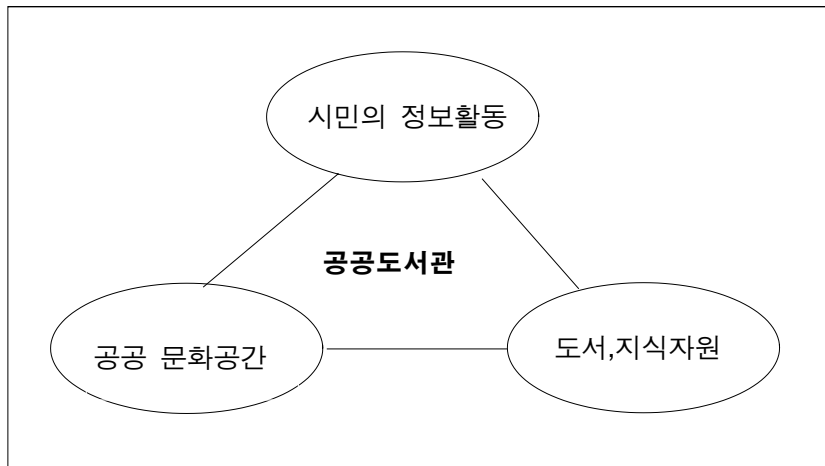 시민의 정보활동
공공도서관
공공 문화공간
도서,지식자원